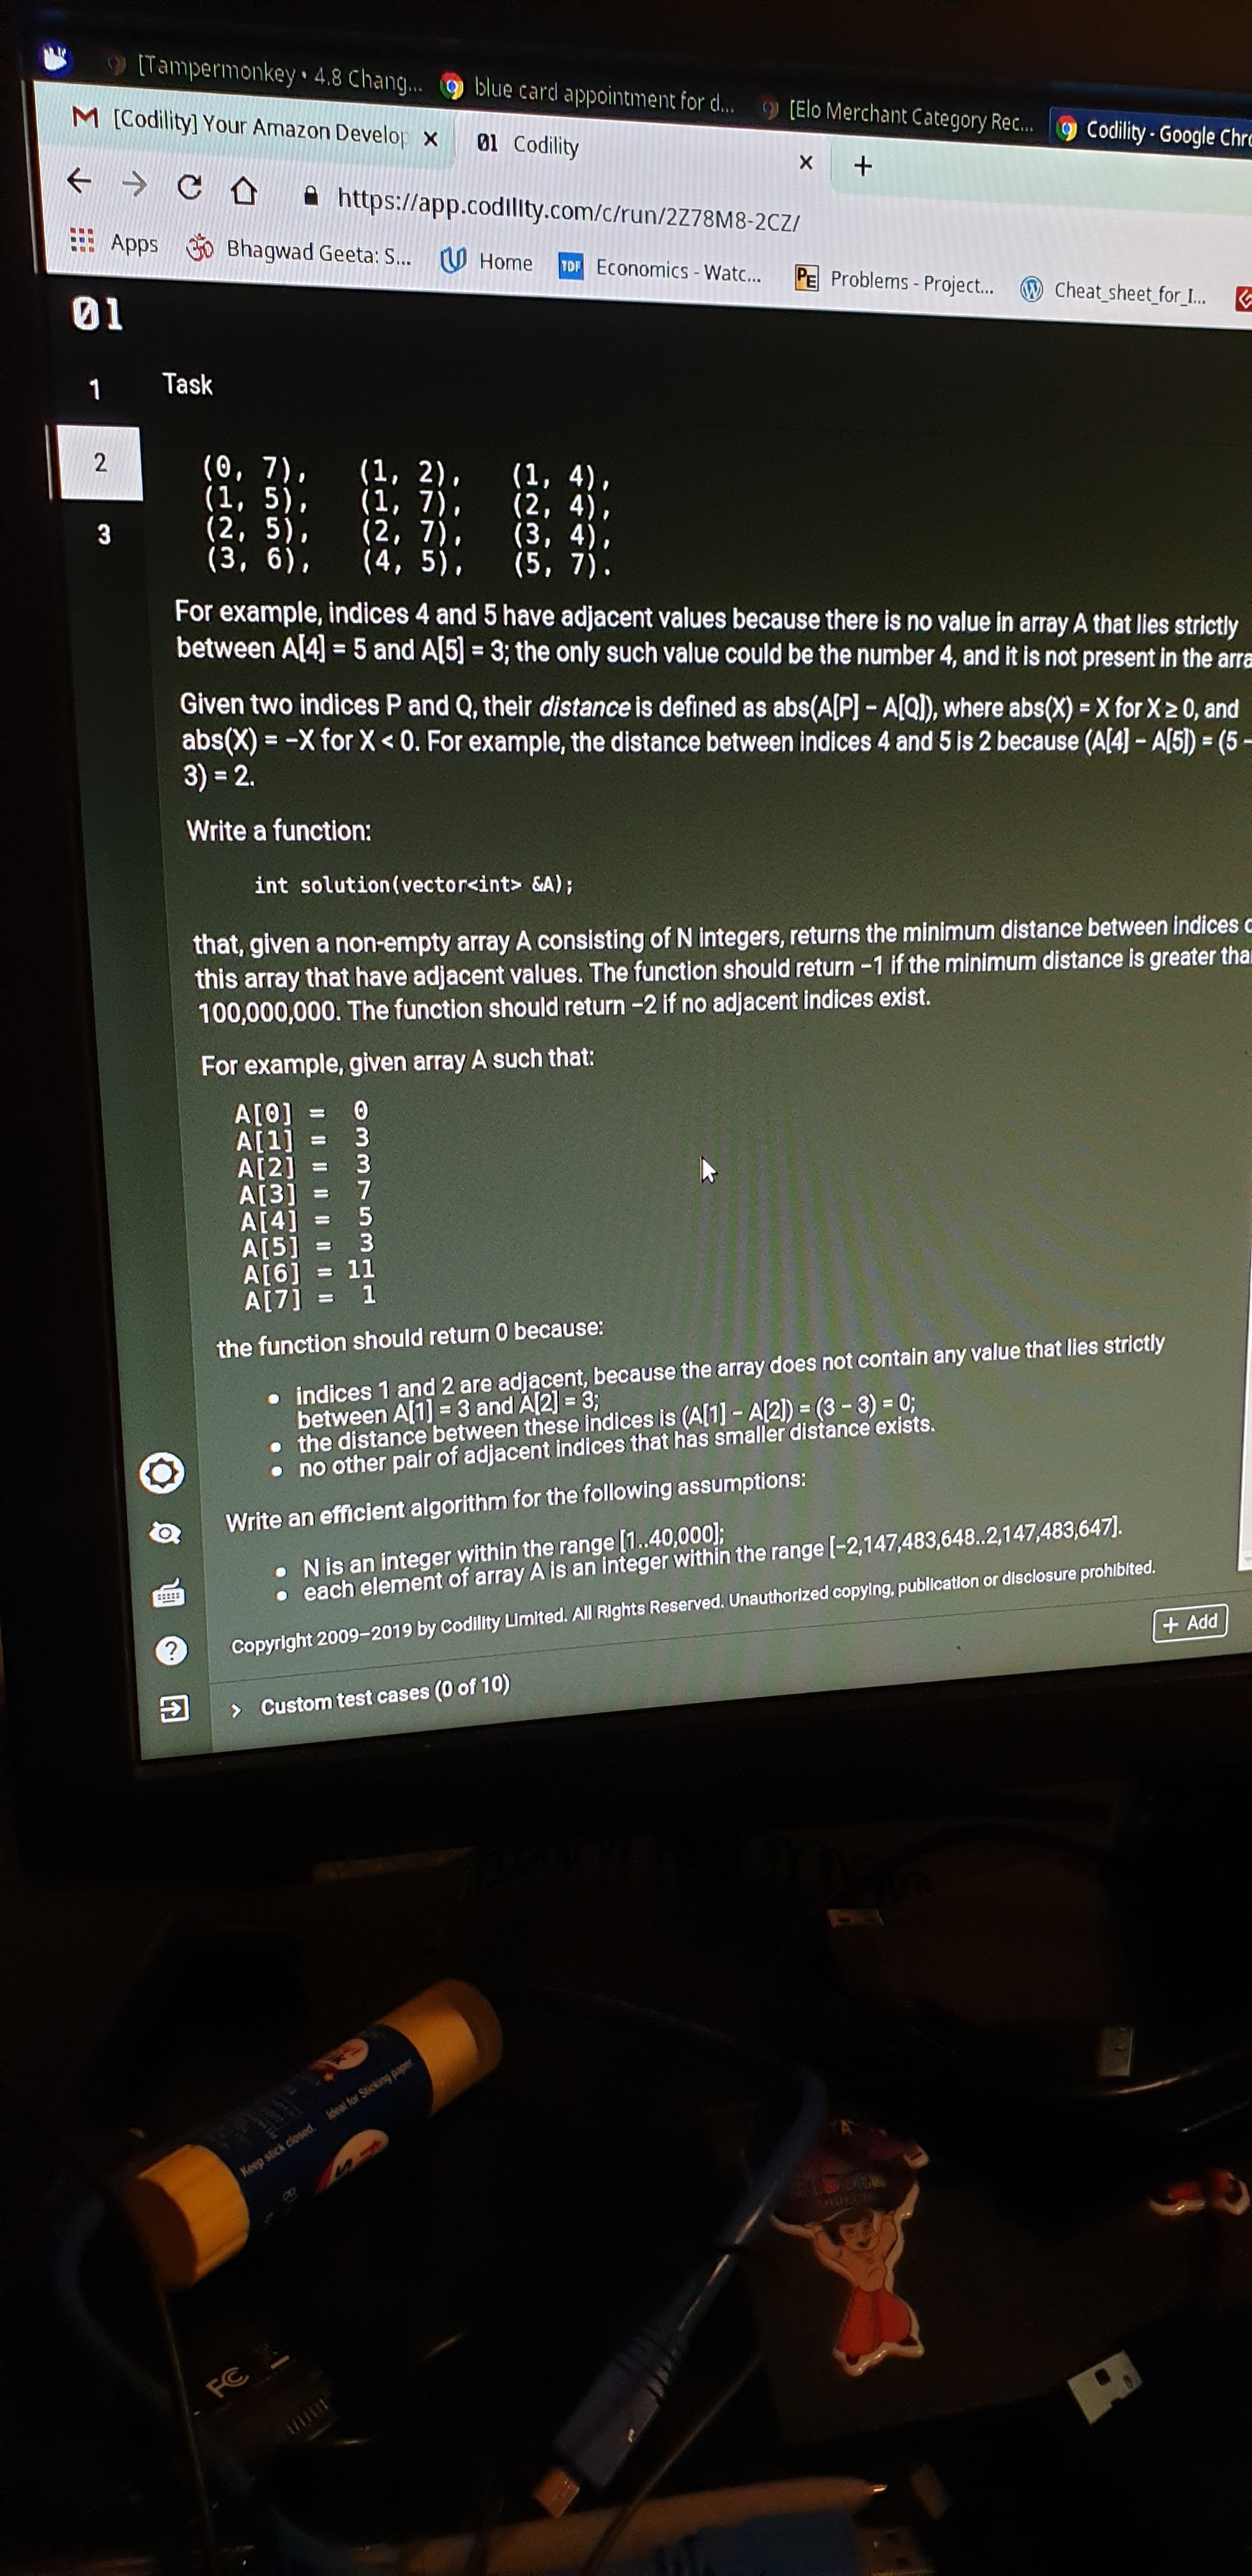 [Tampermonkey • 4.8 Chang...
blue card appointment for d...
[Elo Merchant Category Rec...
Codility - Google Chro
[Codility] Your Amazon Develop
01 Codility
https://app.codility.com/c/run/2Z78M8-2CZ/
Apps
Bhagwad Geeta: S...
Home
TDF Economics - Watc...
PE Problems - Project...
Cheat_sheet_for_I...
01
1
Task
2
3
(0, 7), (1, 2), (1, 4),
(1, 5), (1, 7), (2, 4),
(2, 5), (2, 7), (3, 4),
(3, 6), (4, 5), (5, 7).
For example, indices 4 and 5 have adjacent values because there is no value in array A that lies strictly
between A[4] = 5 and A[5] = 3; the only such value could be the number 4, and it is not present in the arra
Given two indices P and Q, their distance is defined as abs(A[P] − A[Q]), where abs(X) = X for X ≥ 0, and
abs(X) = −X for X < 0. For example, the distance between indices 4 and 5 is 2 because (A[4] − A[5]) = (5 −
3) = 2.
Write a function:
int solution(vector<int> &A);
that, given a non-empty array A consisting of N integers, returns the minimum distance between indices o
this array that have adjacent values. The function should return −1 if the minimum distance is greater tha
100,000,000. The function should return −2 if no adjacent indices exist.
For example, given array A such that:
A[0] = 0
A[1] = 3
A[2] = 3
A[3] = 7
A[4] = 5
A[5] = 3
A[6] = 11
A[7] = 1
the function should return 0 because:
• indices 1 and 2 are adjacent, because the array does not contain any value that lies strictly
between A[1] = 3 and A[2] = 3;
• the distance between these indices is (A[1] − A[2]) = (3 − 3) = 0;
• no other pair of adjacent indices that has smaller distance exists.
Write an efficient algorithm for the following assumptions:
• N is an integer within the range [1..40,000];
• each element of array A is an integer within the range [−2,147,483,648..2,147,483,647].
Copyright 2009–2019 by Codility Limited. All Rights Reserved. Unauthorized copying, publication or disclosure prohibited.
+ Add
Custom test cases (0 of 10)
Keep stick closed.
Ideal for Sticking paper
FC